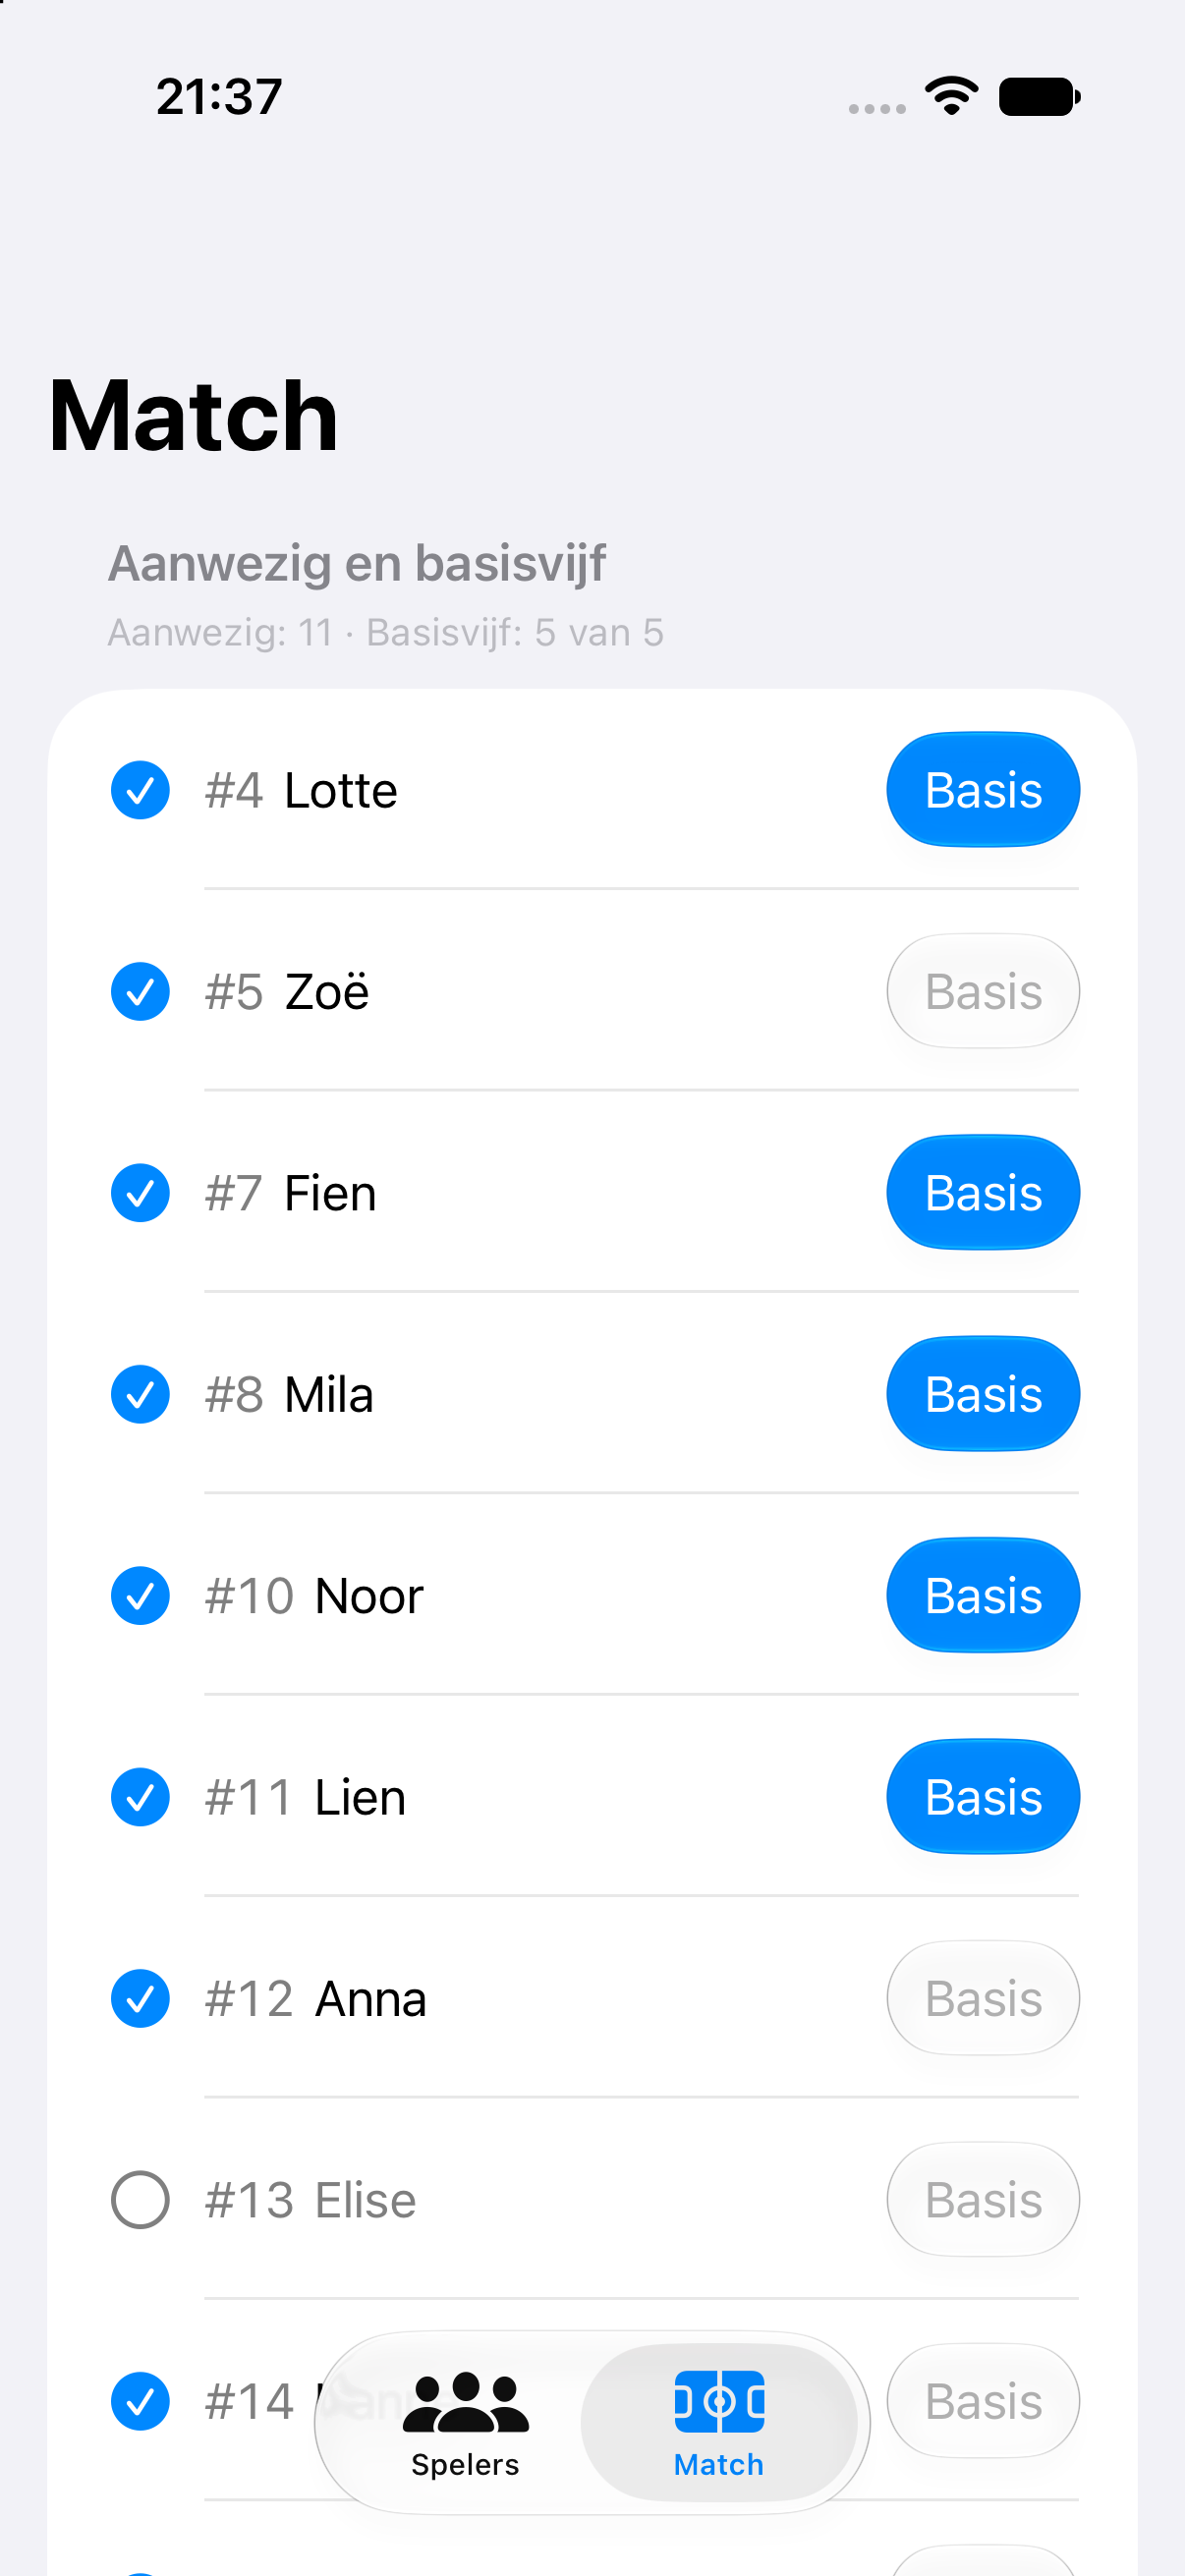 21:37
Match
Aanwezig en basisvijf
Aanwezig: 11 · Basisvijf: 5 van 5
#4 Lotte Basis
#5 Zoë Basis
#7 Fien Basis
#8 Mila Basis
#10 Noor Basis
#11 Lien Basis
#12 Anna Basis
#13 Elise Basis
#14 Basis
Spelers Match